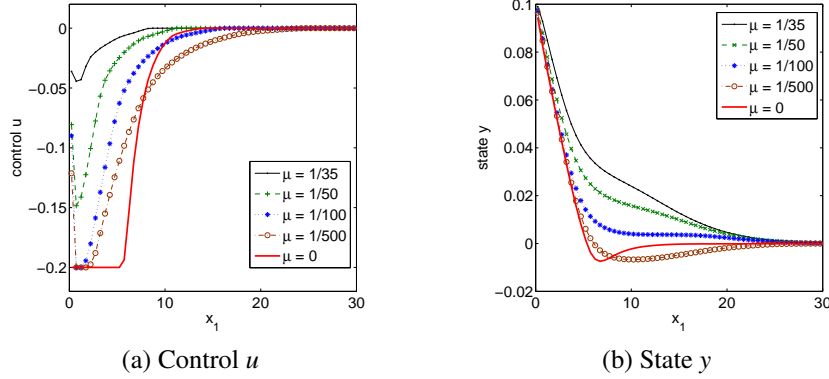 0
−0.05
−0.1
−0.15
−0.2
control u
0 10 20 30
x_1
μ = 1/35
μ = 1/50
μ = 1/100
μ = 1/500
μ = 0
(a) Control u
0.1
0.08
0.06
0.04
0.02
0
−0.02
state y
0 10 20 30
x_1
μ = 1/35
μ = 1/50
μ = 1/100
μ = 1/500
μ = 0
(b) State y